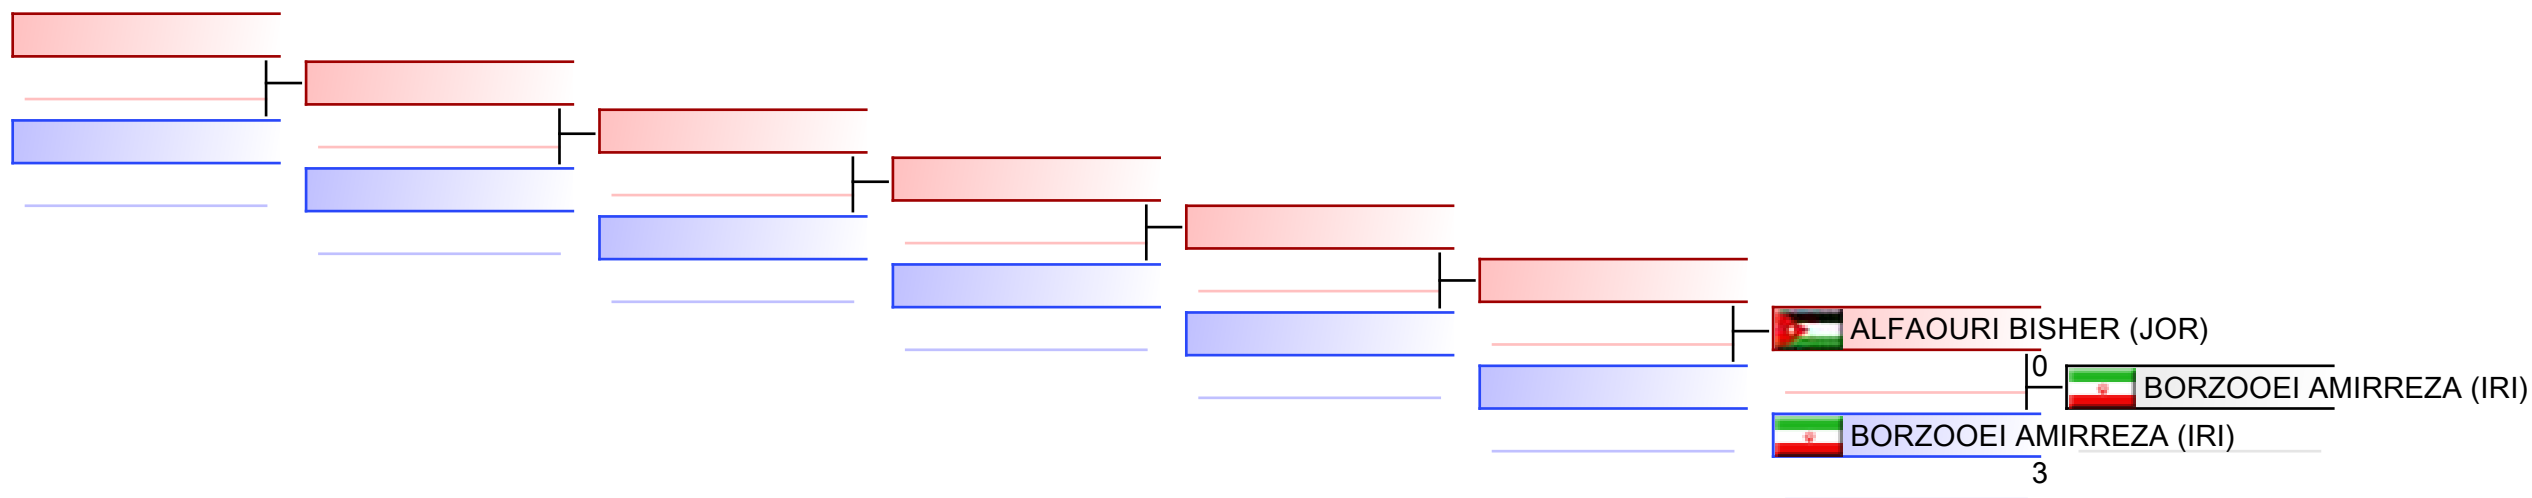 ALFAOURI BISHER (JOR)
0
BORZOOEI AMIRREZA (IRI)
BORZOOEI AMIRREZA (IRI)
3